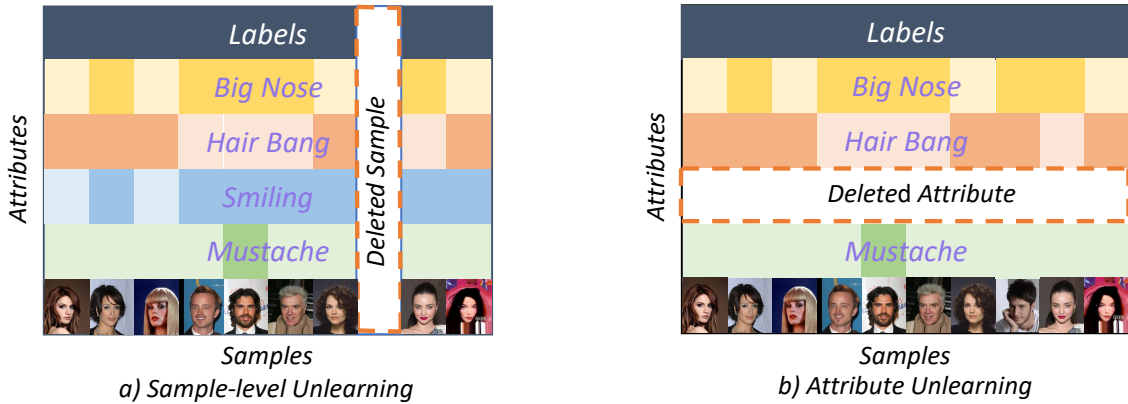 Labels
Big Nose
Hair Bang
Smiling
Mustache
Attributes
Deleted Sample
Samples
a) Sample-level Unlearning
Labels
Big Nose
Hair Bang
Deleted Attribute
Mustache
Attributes
Samples
b) Attribute Unlearning